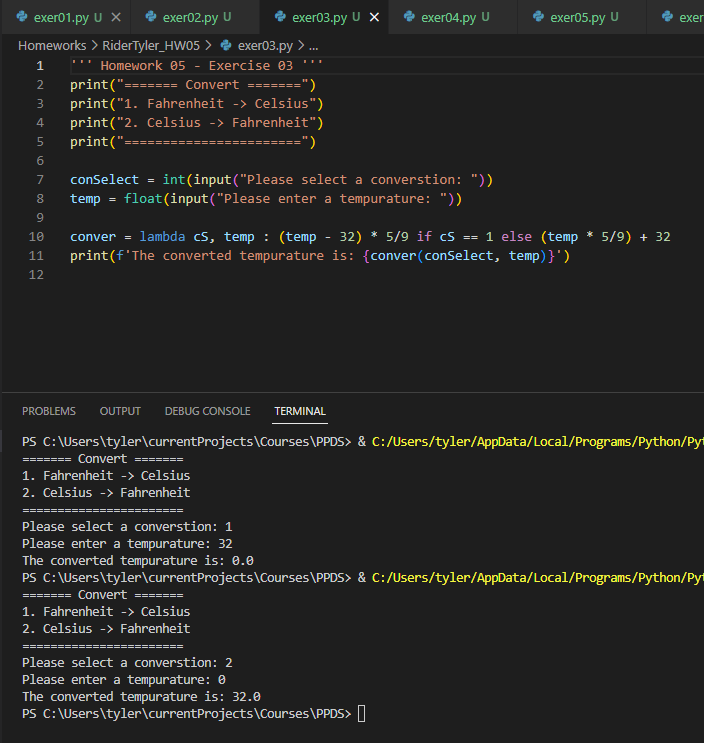 exer01.py U
exer02.py U
exer03.py U
exer04.py U
exer05.py U
exer
Homeworks > RiderTyler_HW05 > exer03.py > ...
1 ''' Homework 05 - Exercise 03 '''
2 print("======= Convert =======")
3 print("1. Fahrenheit -> Celsius")
4 print("2. Celsius -> Fahrenheit")
5 print("======================")
6
7 conSelect = int(input("Please select a converstion: "))
8 temp = float(input("Please enter a tempurature: "))
9
10 conver = lambda cS, temp : (temp - 32) * 5/9 if cS == 1 else (temp * 5/9) + 32
11 print(f'The converted tempurature is: {conver(conSelect, temp)}')
12
PROBLEMS OUTPUT DEBUG CONSOLE TERMINAL
PS C:\Users\tyler\currentProjects\Courses\PPDS> & C:/Users/tyler/AppData/Local/Programs/Python/Pyt
======= Convert =======
1. Fahrenheit -> Celsius
2. Celsius -> Fahrenheit
======================
Please select a converstion: 1
Please enter a tempurature: 32
The converted tempurature is: 0.0
PS C:\Users\tyler\currentProjects\Courses\PPDS> & C:/Users/tyler/AppData/Local/Programs/Python/Pyt
======= Convert =======
1. Fahrenheit -> Celsius
2. Celsius -> Fahrenheit
======================
Please select a converstion: 2
Please enter a tempurature: 0
The converted tempurature is: 32.0
PS C:\Users\tyler\currentProjects\Courses\PPDS>